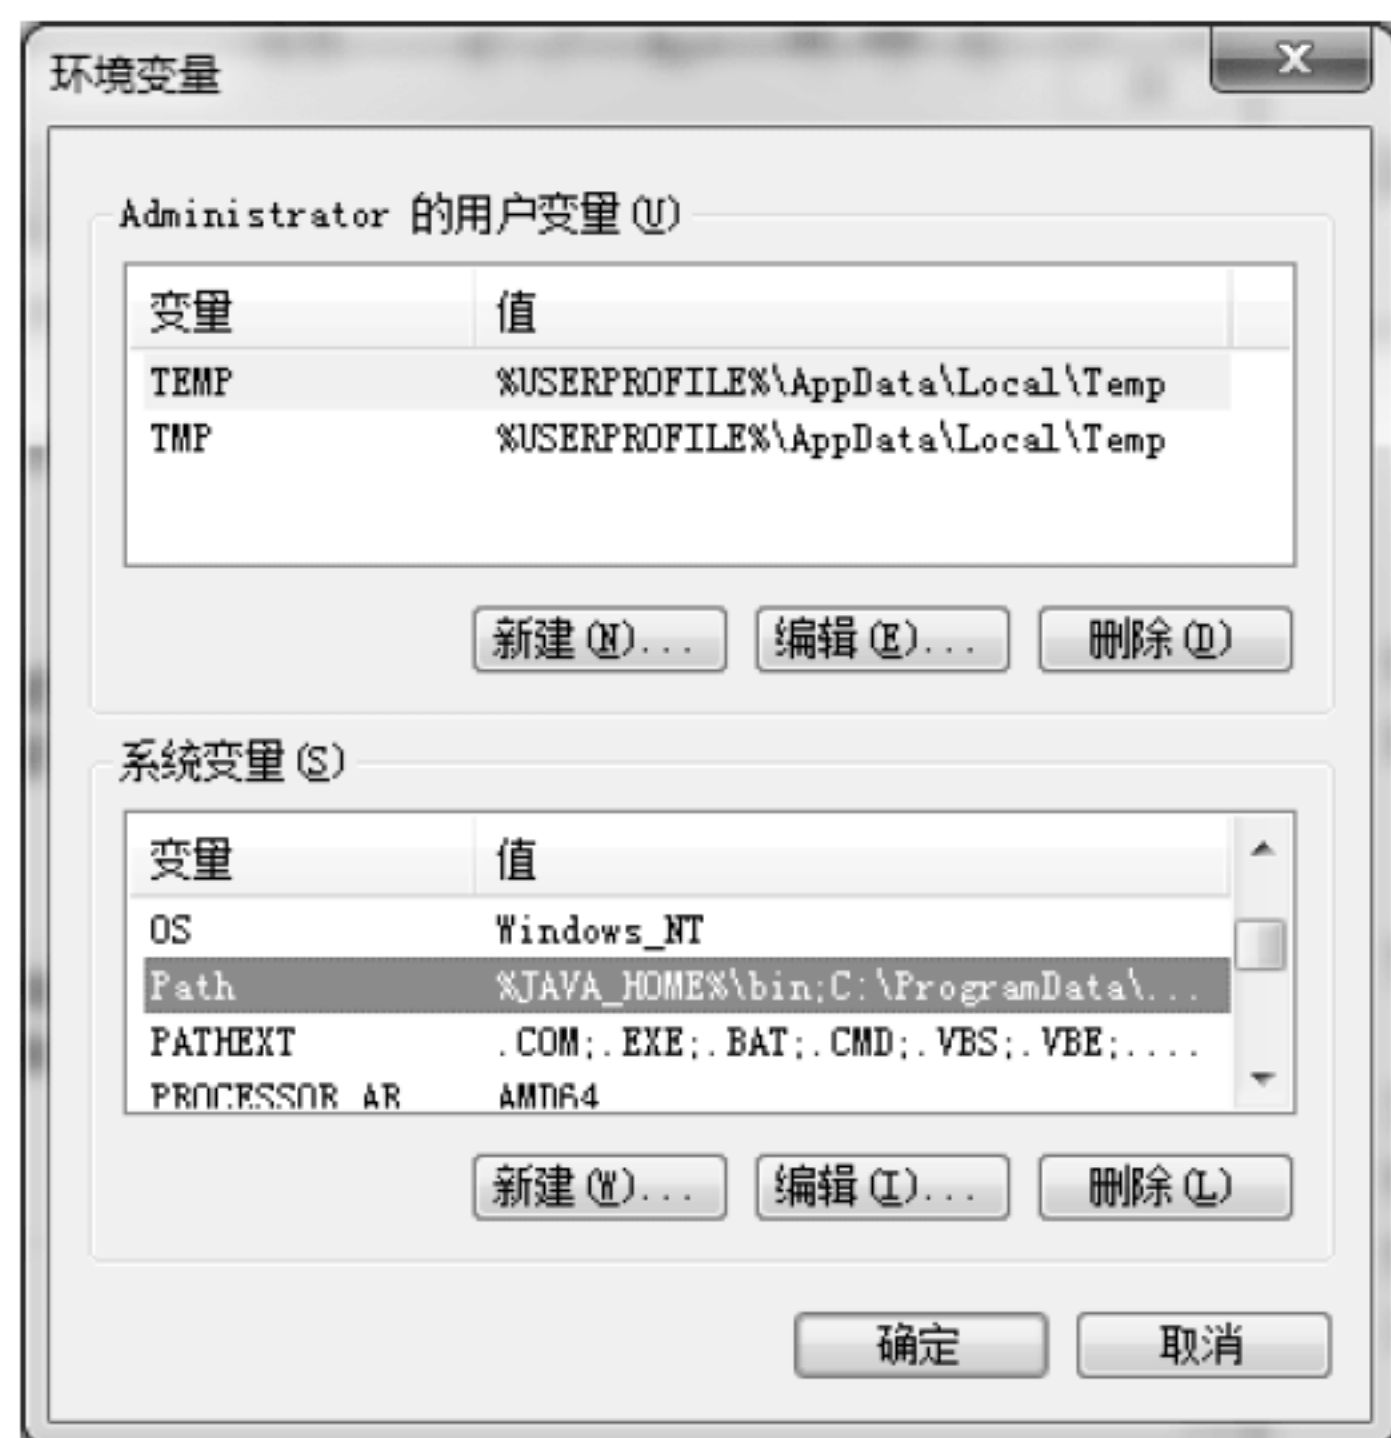 环境变量
Administrator 的用户变量(U)
变量 值
TEMP %USERPROFILE%\AppData\Local\Temp
TMP %USERPROFILE%\AppData\Local\Temp
新建(N)... 编辑(E)... 删除(D)
系统变量(S)
变量 值
OS Windows_NT
Path %JAVA_HOME%\bin;C:\ProgramData\...
PATHEXT .COM;.EXE;.BAT;.CMD;.VBS;.VBE;....
PROCESSOR_AR AMD64
新建(W)... 编辑(I)... 删除(L)
确定 取消